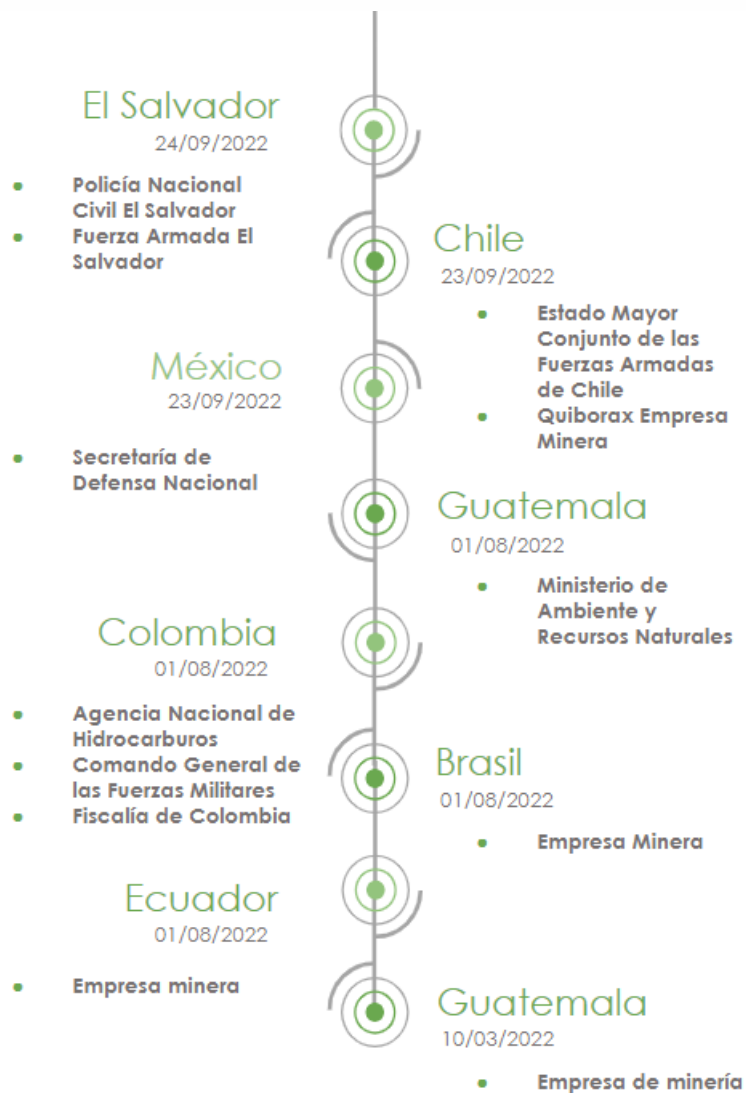 El Salvador
24/09/2022
• Policía Nacional
Civil El Salvador
• Fuerza Armada El
Salvador
Chile
23/09/2022
• Estado Mayor
Conjunto de las
Fuerzas Armadas
de Chile
• Quiborax Empresa
Minera
México
23/09/2022
• Secretaría de
Defensa Nacional
Guatemala
01/08/2022
• Ministerio de
Ambiente y
Recursos Naturales
Colombia
01/08/2022
• Agencia Nacional de
Hidrocarburos
• Comando General de
las Fuerzas Militares
• Fiscalía de Colombia
Brasil
01/08/2022
• Empresa Minera
Ecuador
01/08/2022
• Empresa minera
Guatemala
10/03/2022
• Empresa de minería